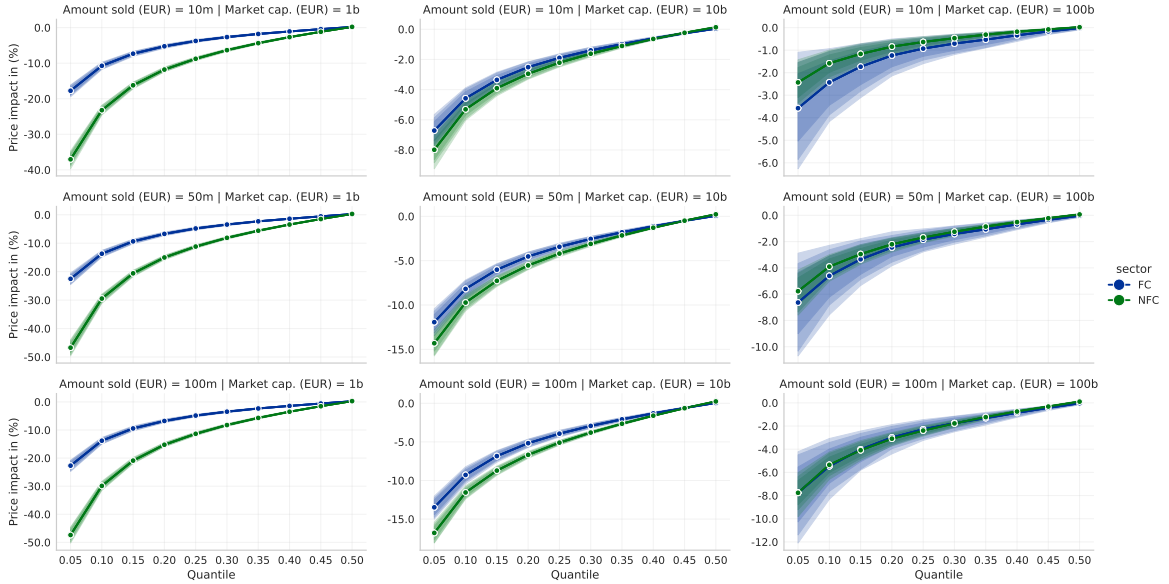 Amount sold (EUR) = 10m | Market cap. (EUR) = 1b
Amount sold (EUR) = 10m | Market cap. (EUR) = 10b
Amount sold (EUR) = 10m | Market cap. (EUR) = 100b
Price impact in (%)
0.0
-10.0
-20.0
-30.0
-40.0
0.0
-2.0
-4.0
-6.0
-8.0
0.0
-1.0
-2.0
-3.0
-4.0
-5.0
-6.0
Amount sold (EUR) = 50m | Market cap. (EUR) = 1b
Amount sold (EUR) = 50m | Market cap. (EUR) = 10b
Amount sold (EUR) = 50m | Market cap. (EUR) = 100b
Price impact in (%)
0.0
-10.0
-20.0
-30.0
-40.0
-50.0
0.0
-5.0
-10.0
-15.0
0.0
-2.0
-4.0
-6.0
-8.0
-10.0
sector
FC
NFC
Amount sold (EUR) = 100m | Market cap. (EUR) = 1b
Amount sold (EUR) = 100m | Market cap. (EUR) = 10b
Amount sold (EUR) = 100m | Market cap. (EUR) = 100b
Price impact in (%)
0.0
-10.0
-20.0
-30.0
-40.0
-50.0
0.0
-5.0
-10.0
-15.0
0.0
-2.0
-4.0
-6.0
-8.0
-10.0
-12.0
0.05 0.10 0.15 0.20 0.25 0.30 0.35 0.40 0.45 0.50
0.05 0.10 0.15 0.20 0.25 0.30 0.35 0.40 0.45 0.50
0.05 0.10 0.15 0.20 0.25 0.30 0.35 0.40 0.45 0.50
Quantile
Quantile
Quantile